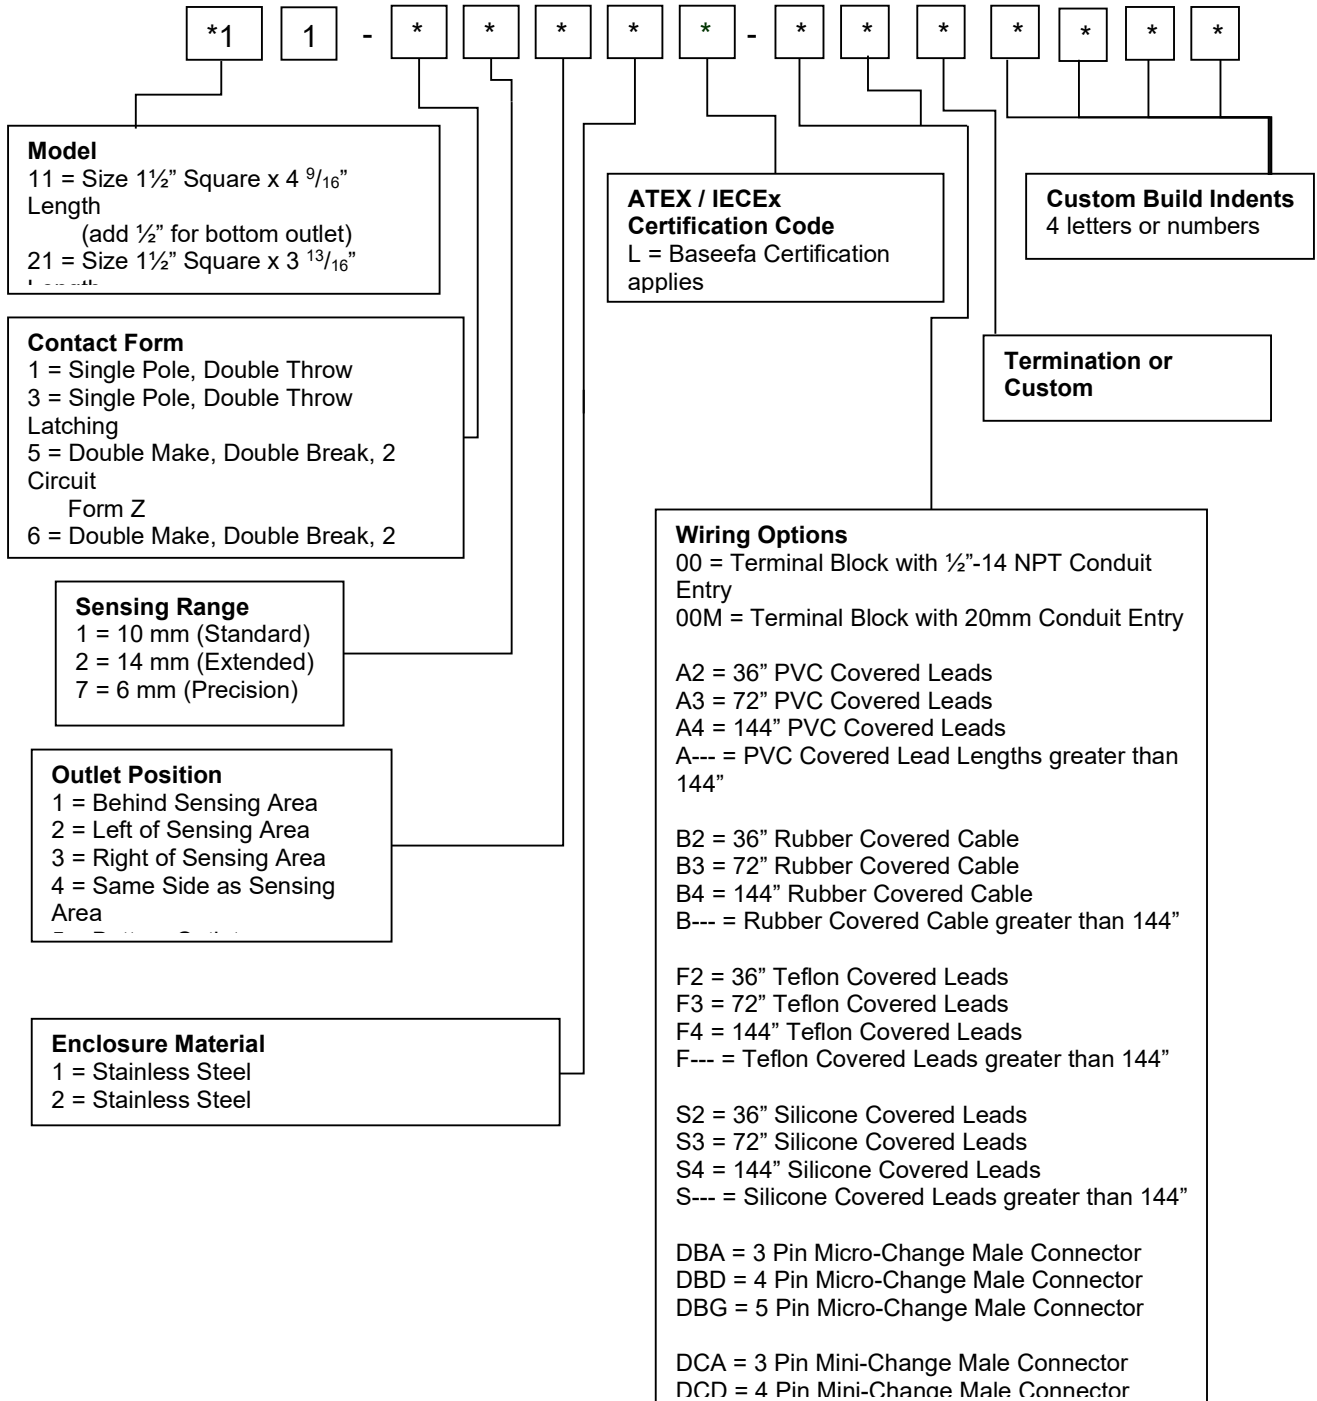 *1 1 - * * * * * - * * * * * * *
Model
11 = Size 1½” Square x 4 9/16”
Length
(add ½” for bottom outlet)
21 = Size 1½” Square x 3 13/16”
ATEX / IECEx
Certification Code
L = Baseefa Certification
applies
Custom Build Indents
4 letters or numbers
Contact Form
1 = Single Pole, Double Throw
3 = Single Pole, Double Throw
Latching
5 = Double Make, Double Break, 2
Circuit
Form Z
6 = Double Make, Double Break, 2
Termination or
Custom
Sensing Range
1 = 10 mm (Standard)
2 = 14 mm (Extended)
7 = 6 mm (Precision)
Outlet Position
1 = Behind Sensing Area
2 = Left of Sensing Area
3 = Right of Sensing Area
4 = Same Side as Sensing
Area
Enclosure Material
1 = Stainless Steel
2 = Stainless Steel
Wiring Options
00 = Terminal Block with ½”-14 NPT Conduit
Entry
00M = Terminal Block with 20mm Conduit Entry
A2 = 36” PVC Covered Leads
A3 = 72” PVC Covered Leads
A4 = 144” PVC Covered Leads
A--- = PVC Covered Lead Lengths greater than
144”
B2 = 36” Rubber Covered Cable
B3 = 72” Rubber Covered Cable
B4 = 144” Rubber Covered Cable
B--- = Rubber Covered Cable greater than 144”
F2 = 36” Teflon Covered Leads
F3 = 72” Teflon Covered Leads
F4 = 144” Teflon Covered Leads
F--- = Teflon Covered Leads greater than 144”
S2 = 36” Silicone Covered Leads
S3 = 72” Silicone Covered Leads
S4 = 144” Silicone Covered Leads
S--- = Silicone Covered Leads greater than 144”
DBA = 3 Pin Micro-Change Male Connector
DBD = 4 Pin Micro-Change Male Connector
DBG = 5 Pin Micro-Change Male Connector
DCA = 3 Pin Mini-Change Male Connector
DCD = 4 Pin Mini-Change Male Connector